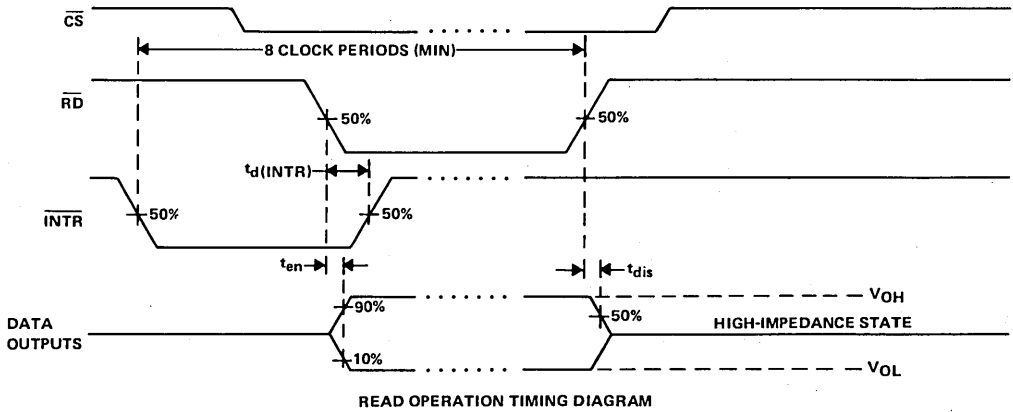 CS
8 CLOCK PERIODS (MIN)
RD
50%
50%
td(INTR)
INTR
50%
50%
ten
tdis
VOH
90%
50%
DATA
OUTPUTS
HIGH-IMPEDANCE STATE
10%
VOL
READ OPERATION TIMING DIAGRAM